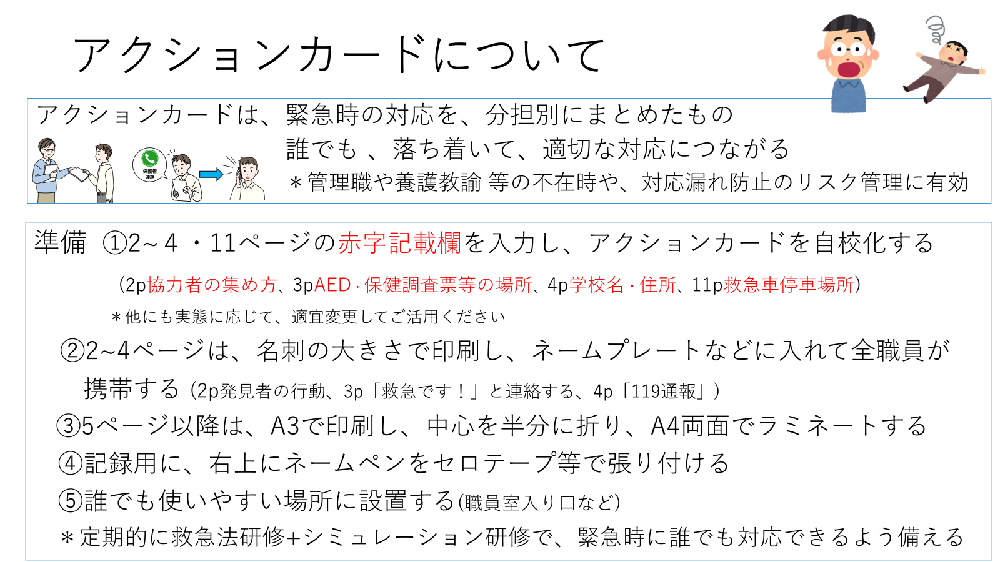 アクションカードについて
アクションカードは、緊急時の対応を、分担別にまとめたもの
誰でも 、落ち着いて、適切な対応につながる
＊管理職や養護教諭 等の不在時や、対応漏れ防止のリスク管理に有効
保護者
連絡
準備 ①2~４・11ページの赤字記載欄を入力し、アクションカードを自校化する
（2p協力者の集め方、3pAED・保健調査票等の場所、4p学校名・住所、11p救急車停車場所）
＊他にも実態に応じて、適宜変更してご活用ください
②2~4ページは、名刺の大きさで印刷し、ネームプレートなどに入れて全職員が
携帯する（2p発見者の行動、3p「救急です！」と連絡する、4p「119通報」）
③5ページ以降は、A3で印刷し、中心を半分に折り、A4両面でラミネートする
④記録用に、右上にネームペンをセロテープ等で張り付ける
⑤誰でも使いやすい場所に設置する(職員室入り口など)
＊定期的に救急法研修+シミュレーション研修で、緊急時に誰でも対応できるよう備える